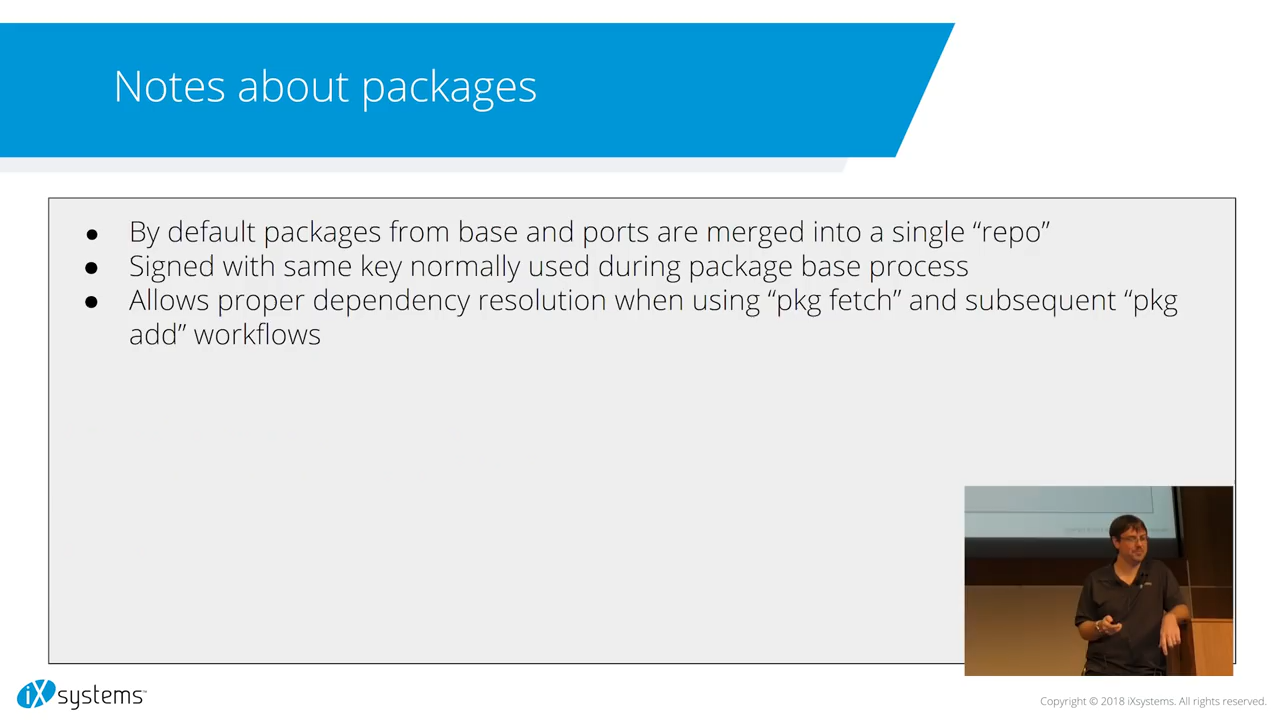 Notes about packages
● By default packages from base and ports are merged into a single “repo”
● Signed with same key normally used during package base process
● Allows proper dependency resolution when using “pkg fetch” and subsequent “pkg
add” workflows
iXsystems™
Copyright © 2018 iXsystems. All rights reserved.